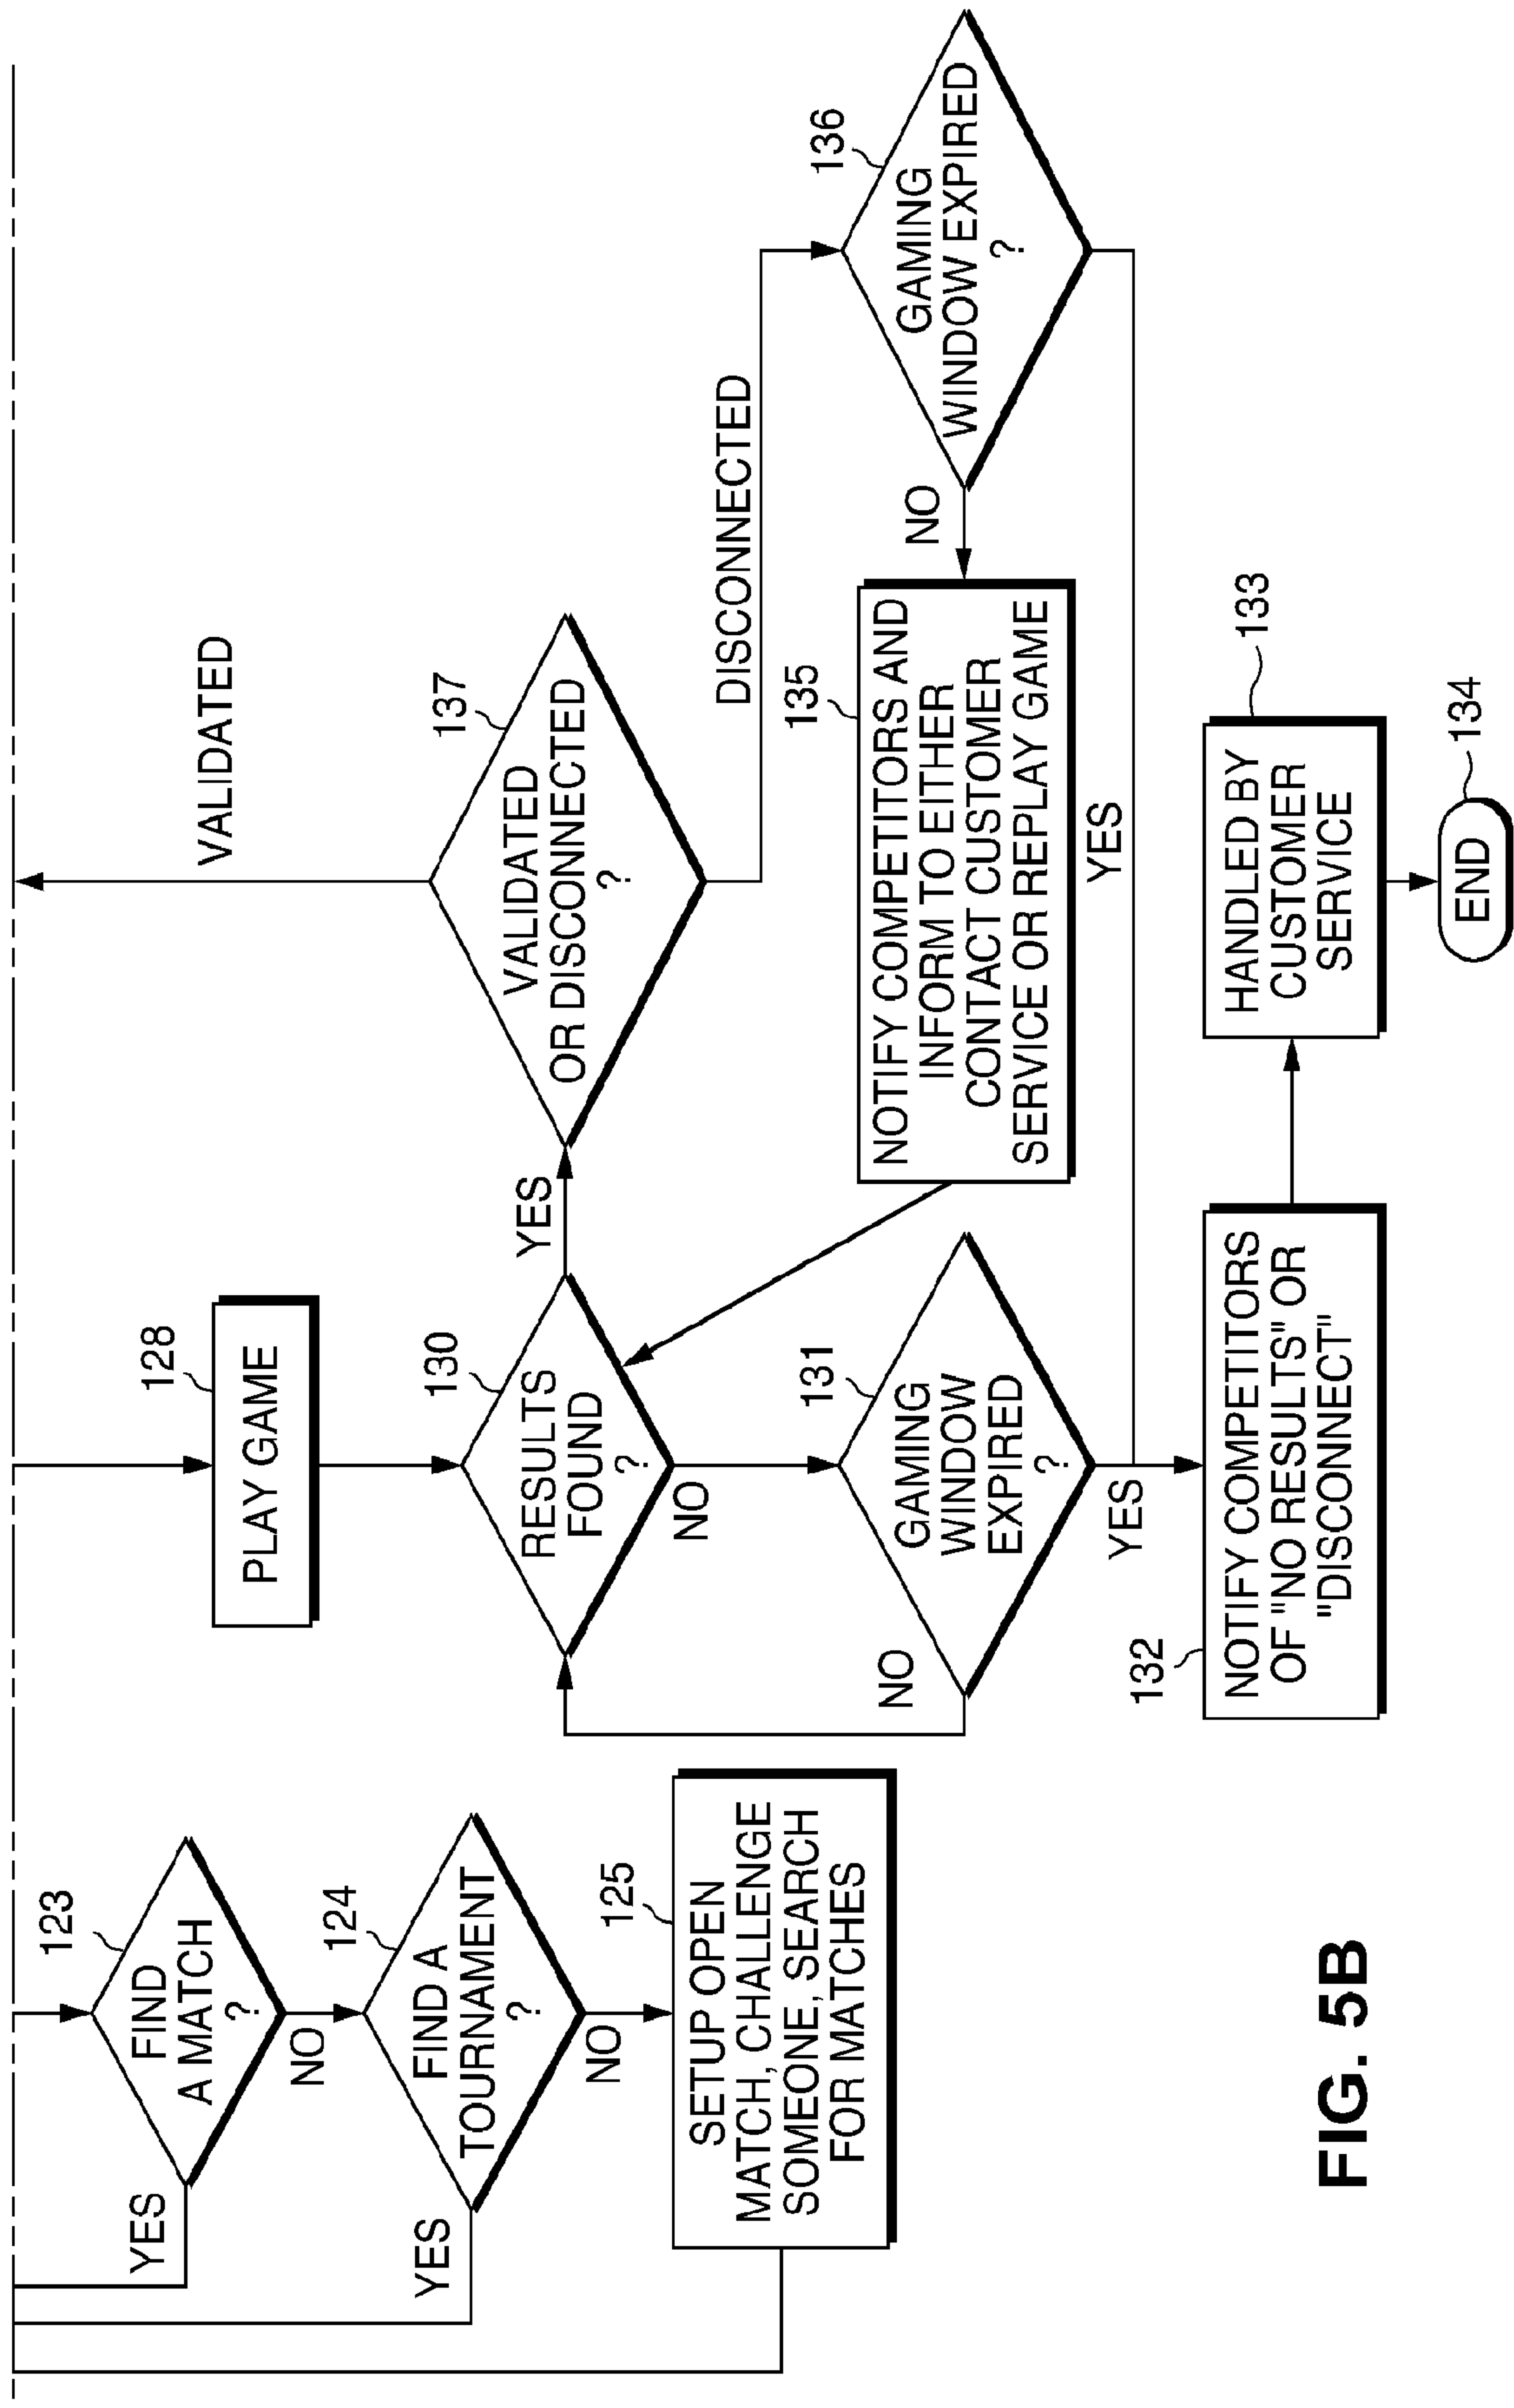 123
FIND
A MATCH
?
YES
NO
124
FIND A
TOURNAMENT
?
YES
NO
125
SETUP OPEN
MATCH, CHALLENGE
SOMEONE, SEARCH
FOR MATCHES
128
PLAY GAME
130
RESULTS
FOUND
?
YES
NO
131
GAMING
WINDOW
EXPIRED
?
NO
YES
132
NOTIFY COMPETITORS
OF "NO RESULTS" OR
"DISCONNECT"
VALIDATED
137
VALIDATED
OR DISCONNECTED
?
DISCONNECTED
136
GAMING
WINDOW EXPIRED
?
NO
YES
135
NOTIFY COMPETITORS AND
INFORM TO EITHER
CONTACT CUSTOMER
SERVICE OR REPLAY GAME
133
HANDLED BY
CUSTOMER
SERVICE
134
END
FIG. 5B